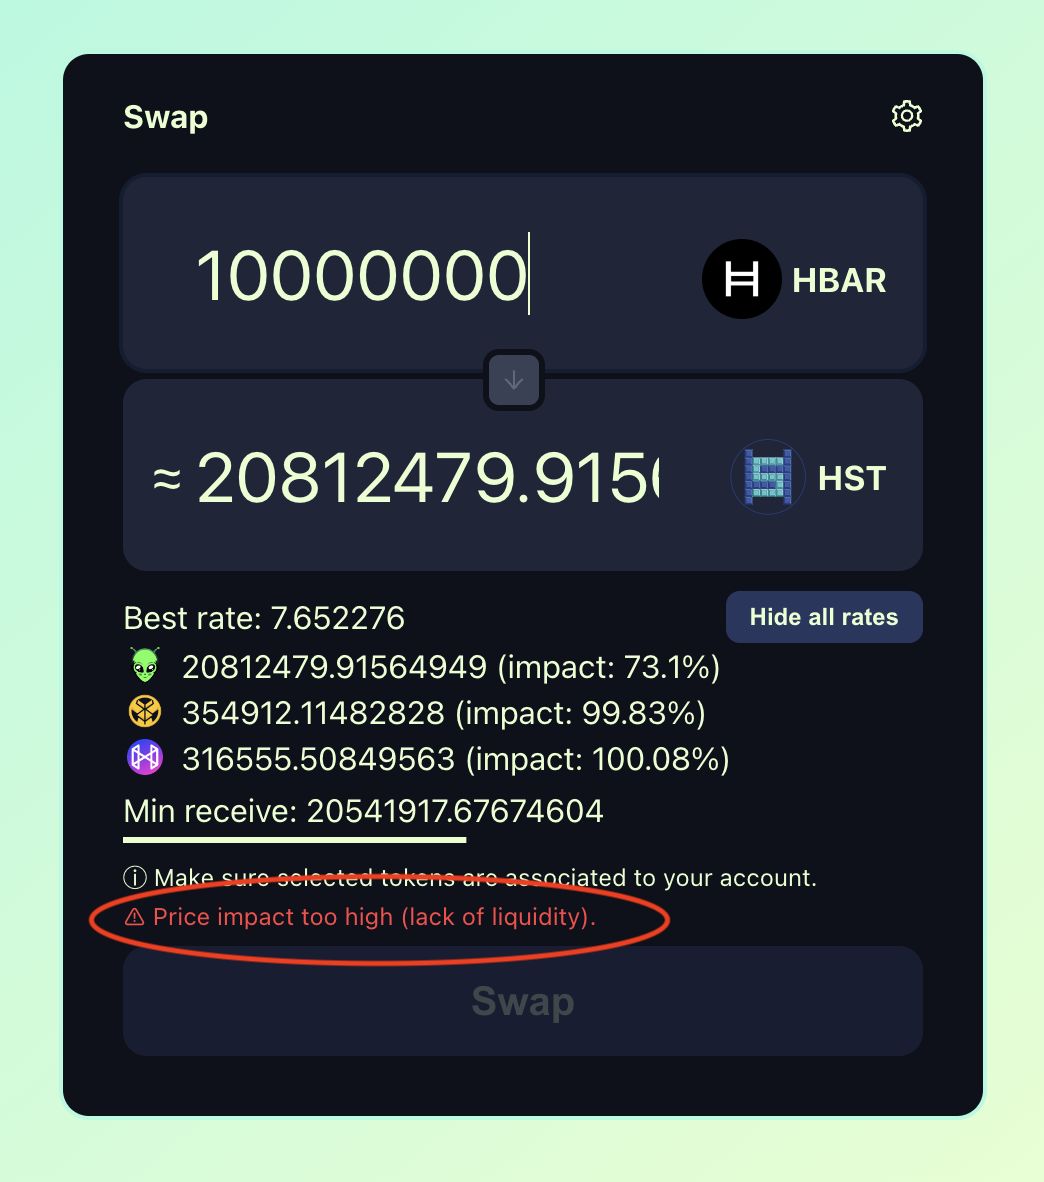 Swap
10000000
HBAR
≈ 20812479.915
HST
Best rate: 7.652276
Hide all rates
20812479.91564949 (impact: 73.1%)
354912.11482828 (impact: 99.83%)
316555.50849563 (impact: 100.08%)
Min receive: 20541917.67674604
ⓘ Make sure selected tokens are associated to your account.
⚠ Price impact too high (lack of liquidity).
Swap